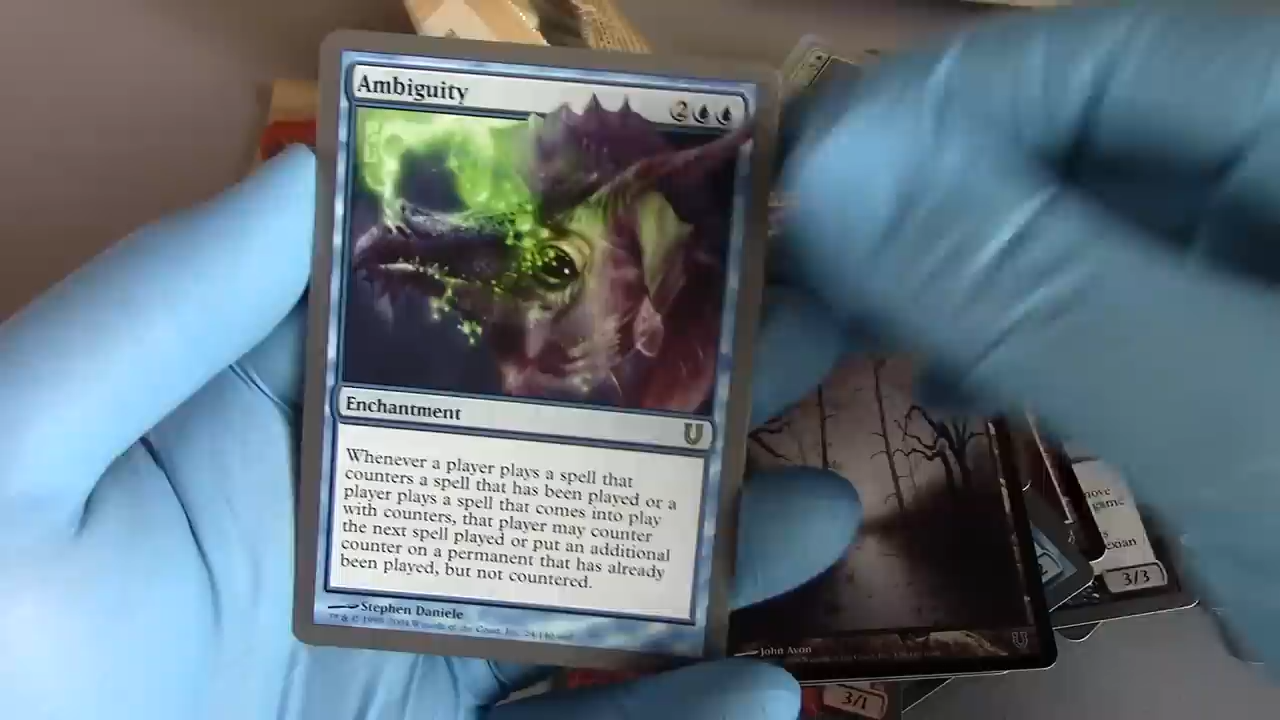 Ambiguity
2
Enchantment
Whenever a player plays a spell that
counters a spell that has been played or a
player plays a spell that comes into play
with counters, that player may counter
the next spell played or put an additional
counter on a permanent that has already
been played, but not countered.
Stephen Daniele
John Avon
game
3/3
3/1